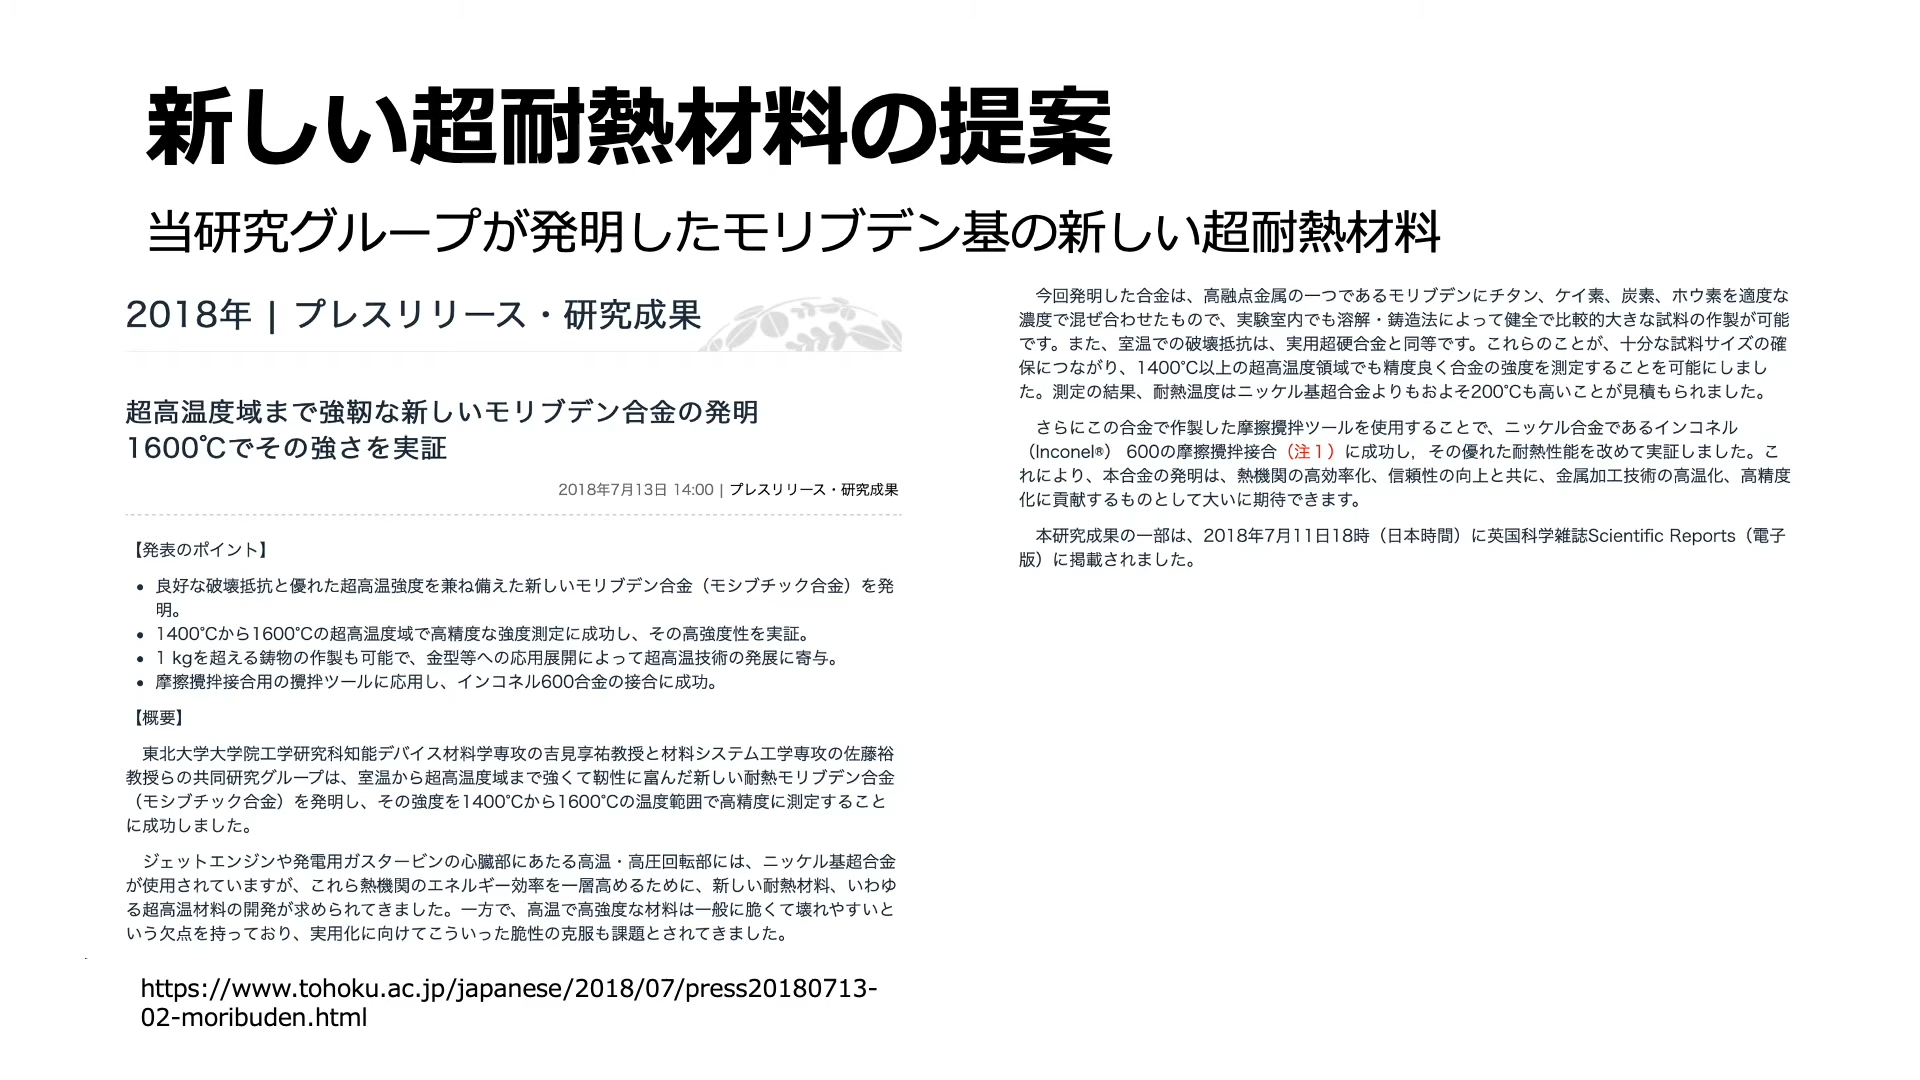 新しい超耐熱材料の提案
当研究グループが発明したモリブデン基の新しい超耐熱材料
2018年 | プレスリリース・研究成果
超高温度域まで強靭な新しいモリブデン合金の発明
1600℃でその強さを実証
2018年7月13日 14:00 | プレスリリース・研究成果
【発表のポイント】
• 良好な破壊抵抗と優れた超高温強度を兼ね備えた新しいモリブデン合金（モシブチック合金）を発
明。
• 1400℃から1600℃の超高温度域で高精度な強度測定に成功し、その高強度性を実証。
• 1 kgを超える鋳物の作製も可能で、金型等への応用展開によって超高温技術の発展に寄与。
• 摩擦攪拌接合用の攪拌ツールに応用し、インコネル600合金の接合に成功。
【概要】
東北大学大学院工学研究科知能デバイス材料学専攻の吉見享祐教授と材料システム工学専攻の佐藤裕
教授らの共同研究グループは、室温から超高温度域まで強くて靭性に富んだ新しい耐熱モリブデン合金
（モシブチック合金）を発明し、その強度を1400℃から1600℃の温度範囲で高精度に測定すること
に成功しました。
ジェットエンジンや発電用ガスタービンの心臓部にあたる高温・高圧回転部には、ニッケル基超合金
が使用されていますが、これら熱機関のエネルギー効率を一層高めるために、新しい耐熱材料、いわゆ
る超高温材料の開発が求められてきました。一方で、高温で高強度な材料は一般に脆くて壊れやすいと
いう欠点を持っており、実用化に向けてこういった脆性の克服も課題とされてきました。
https://www.tohoku.ac.jp/japanese/2018/07/press20180713-
02-moribuden.html
今回発明した合金は、高融点金属の一つであるモリブデンにチタン、ケイ素、炭素、ホウ素を適度な
濃度で混ぜ合わせたもので、実験室内でも溶解・鋳造法によって健全で比較的大きな試料の作製が可能
です。また、室温での破壊抵抗は、実用超硬合金と同等です。これらのことが、十分な試料サイズの確
保につながり、1400℃以上の超高温度領域でも精度良く合金の強度を測定することを可能にしまし
た。測定の結果、耐熱温度はニッケル基超合金よりもおよそ200℃も高いことが見積もられました。
さらにこの合金で作製した摩擦攪拌ツールを使用することで、ニッケル合金であるインコネル
（Inconel®） 600の摩擦攪拌接合（注１）に成功し，その優れた耐熱性能を改めて実証しました。こ
れにより、本合金の発明は、熱機関の高効率化、信頼性の向上と共に、金属加工技術の高温化、高精度
化に貢献するものとして大いに期待できます。
本研究成果の一部は、2018年7月11日18時（日本時間）に英国科学雑誌Scientific Reports（電子
版）に掲載されました。